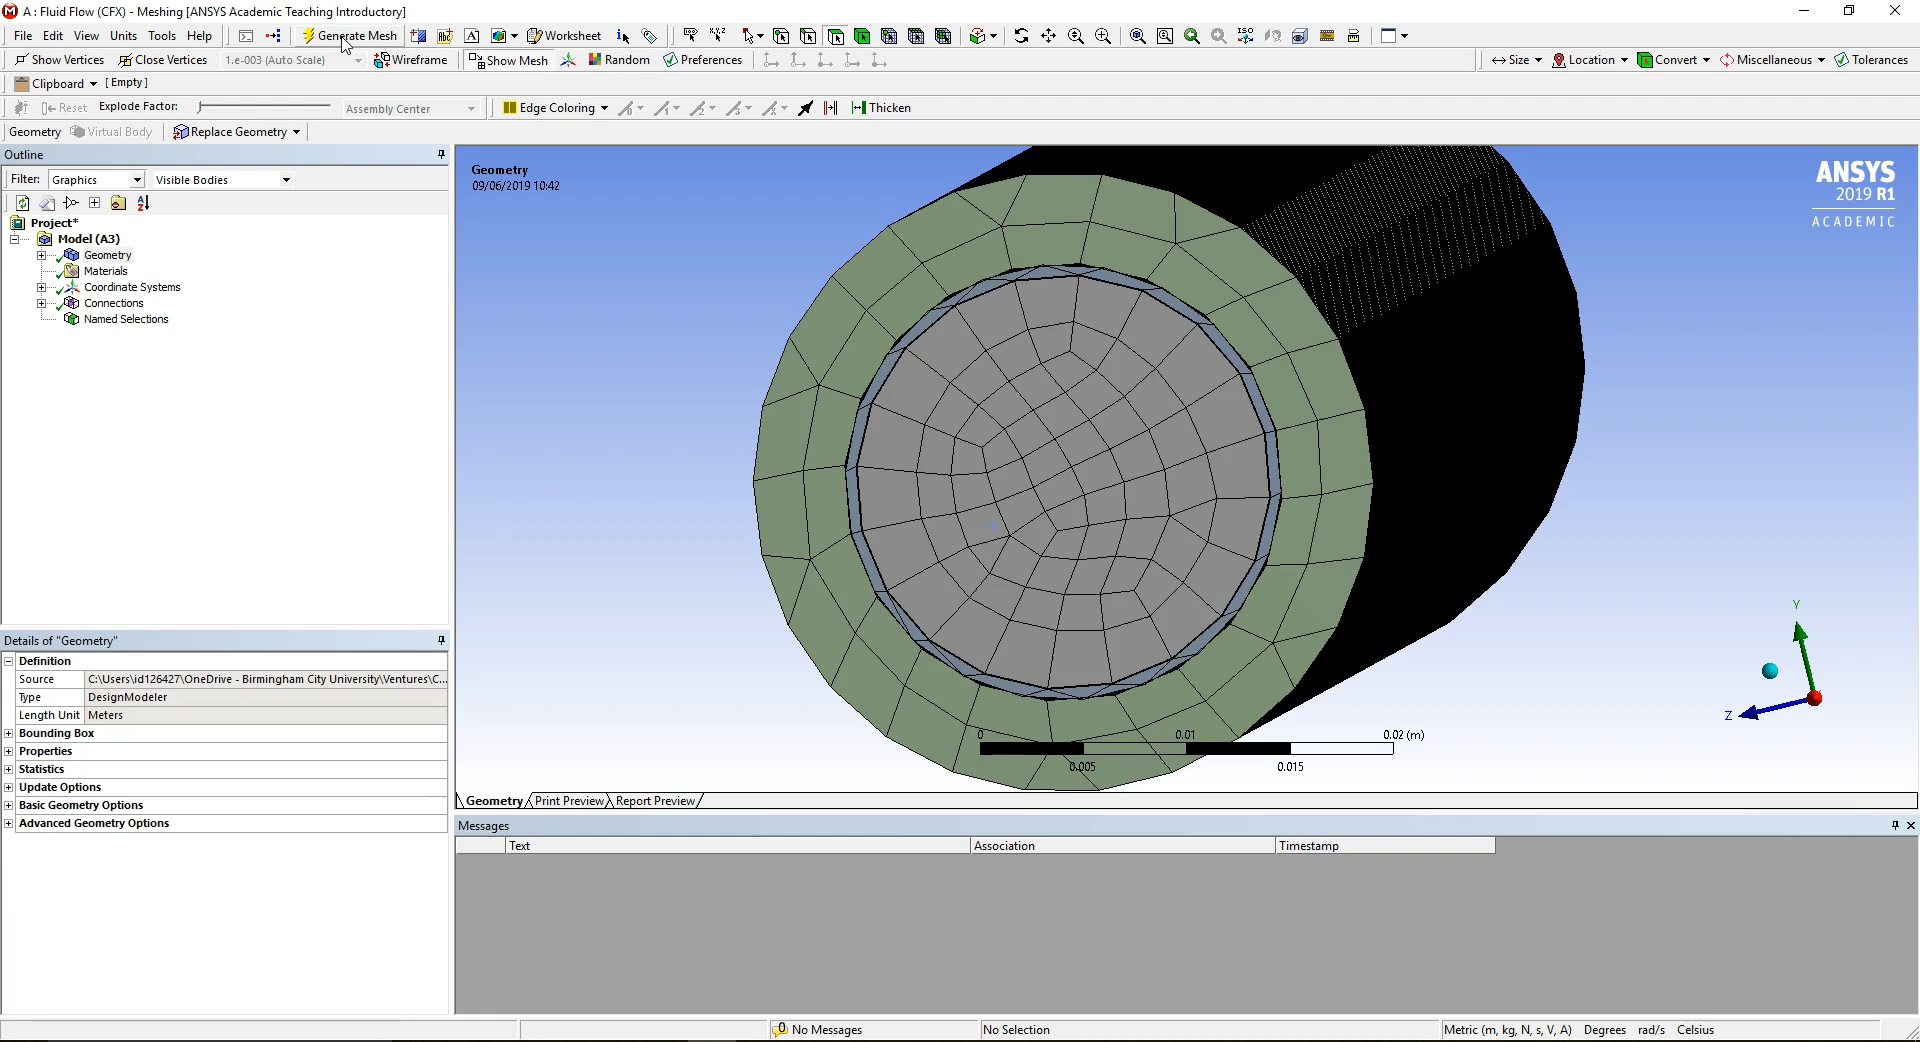 A : Fluid Flow (CFX) - Meshing [ANSYS Academic Teaching Introductory]
File Edit View Units Tools Help Generate Mesh Worksheet
Show Vertices Close Vertices 1.e-003 (Auto Scale) Wireframe Show Mesh Random Preferences Size Location Convert Miscellaneous Tolerances
Clipboard [ Empty ]
Reset Explode Factor: Assembly Center Edge Coloring Thicken
Geometry Virtual Body Replace Geometry
Outline
Filter: Graphics Visible Bodies
Project*
Model (A3)
Geometry
Materials
Coordinate Systems
Connections
Named Selections
Details of "Geometry"
Definition
Source C:\Users\id126427\OneDrive - Birmingham City University\Ventures\C...
Type DesignModeler
Length Unit Meters
Bounding Box
Properties
Statistics
Update Options
Basic Geometry Options
Advanced Geometry Options
Geometry
09/06/2019 10:42
ANSYS
2019 R1
ACADEMIC
Y
Z
0 0.01 0.02 (m)
0.005 0.015
Geometry Print Preview Report Preview
Messages
Text Association Timestamp
0 No Messages No Selection Metric (m, kg, N, s, V, A) Degrees rad/s Celsius